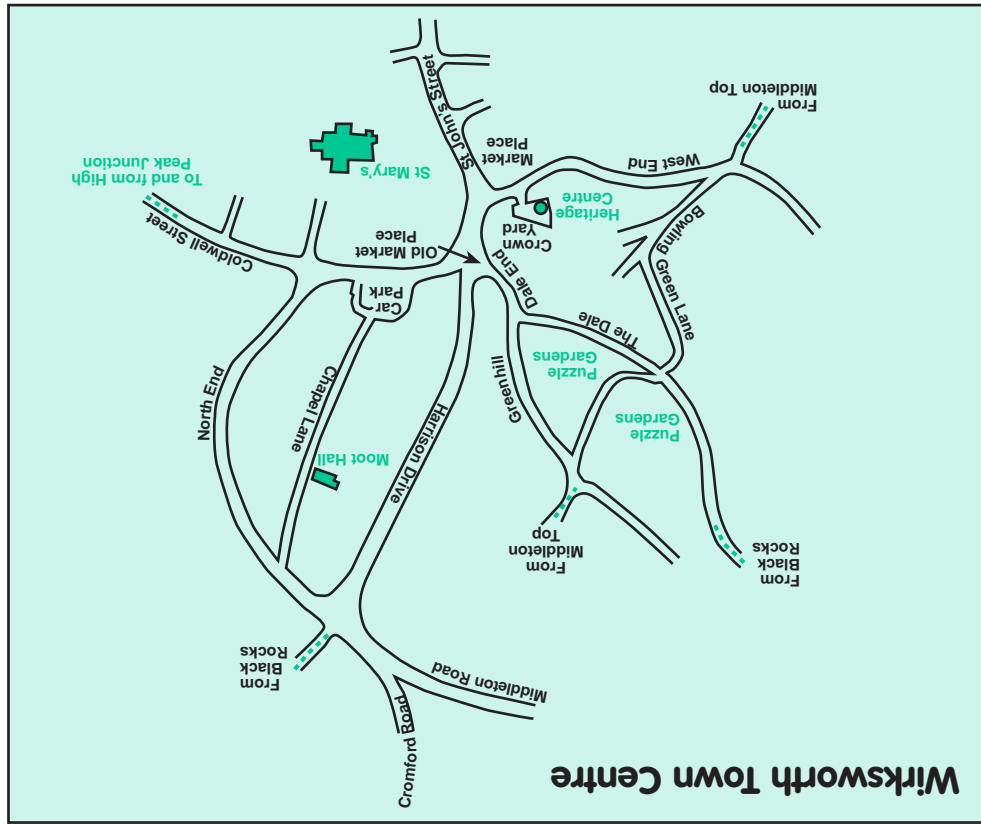 Wirksworth Town Centre
Cromford Road
Middleton Road
From
Black
Rocks
From
Black
Rocks
From
Middleton
Top
Moot Hall
Harrison Drive
Chapel Lane
North End
Greenhill
Puzzle
Gardens
Puzzle
Gardens
The Dale
Green Lane
Bowling
Car
Park
Dale End
Old Market
Place
Coldwell Street
Crown
Yard
Heritage
Centre
To and from High
Peak Junction
St Mary's
West End
Market
Place
St John's Street
From
Middleton Top